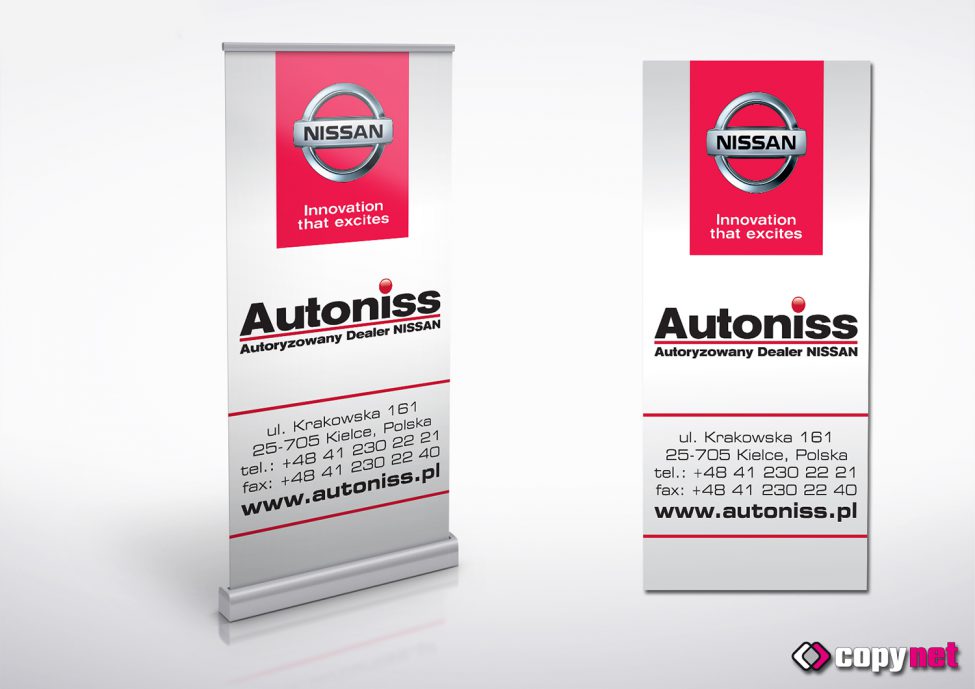 NISSAN
Innovation
that excites
Autoniss
Autoryzowany Dealer NISSAN
ul. Krakowska 161
25-705 Kielce, Polska
tel.: +48 41 230 22 21
fax: +48 41 230 22 40
www.autoniss.pl
NISSAN
Innovation
that excites
Autoniss
Autoryzowany Dealer NISSAN
ul. Krakowska 161
25-705 Kielce, Polska
tel.: +48 41 230 22 21
fax: +48 41 230 22 40
www.autoniss.pl
copynet